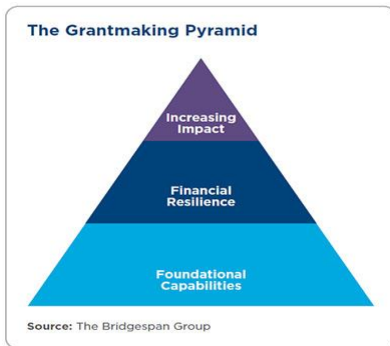 The Grantmaking Pyramid
Increasing
Impact
Financial
Resilience
Foundational
Capabilities
Source: The Bridgespan Group